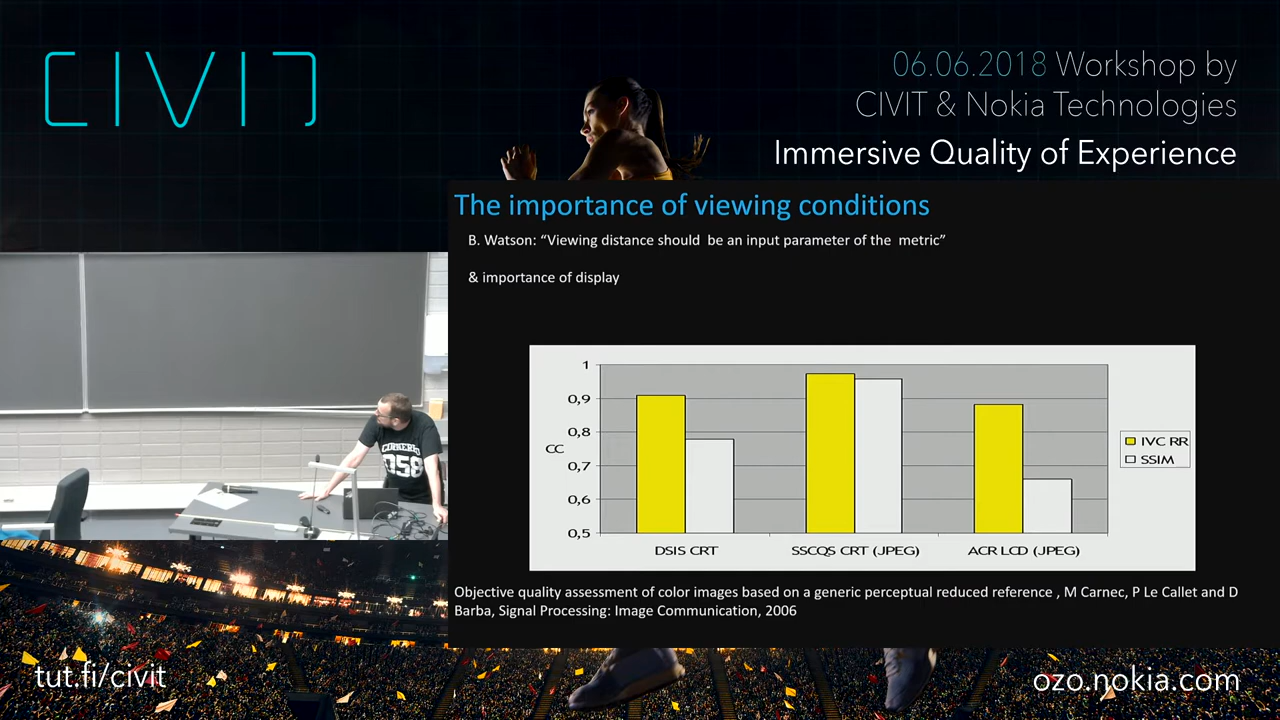 CIVIT
06.06.2018 Workshop by
CIVIT & Nokia Technologies
Immersive Quality of Experience
The importance of viewing conditions
B. Watson: “Viewing distance should be an input parameter of the metric”
& importance of display
1
0,9
0,8
0,7
0,6
0,5
CC
DSIS CRT
SSCQS CRT (JPEG)
ACR LCD (JPEG)
IVC RR
SSIM
Objective quality assessment of color images based on a generic perceptual reduced reference , M Carnec, P Le Callet and D
Barba, Signal Processing: Image Communication, 2006
058
tut.fi/civit
ozo.nokia.com